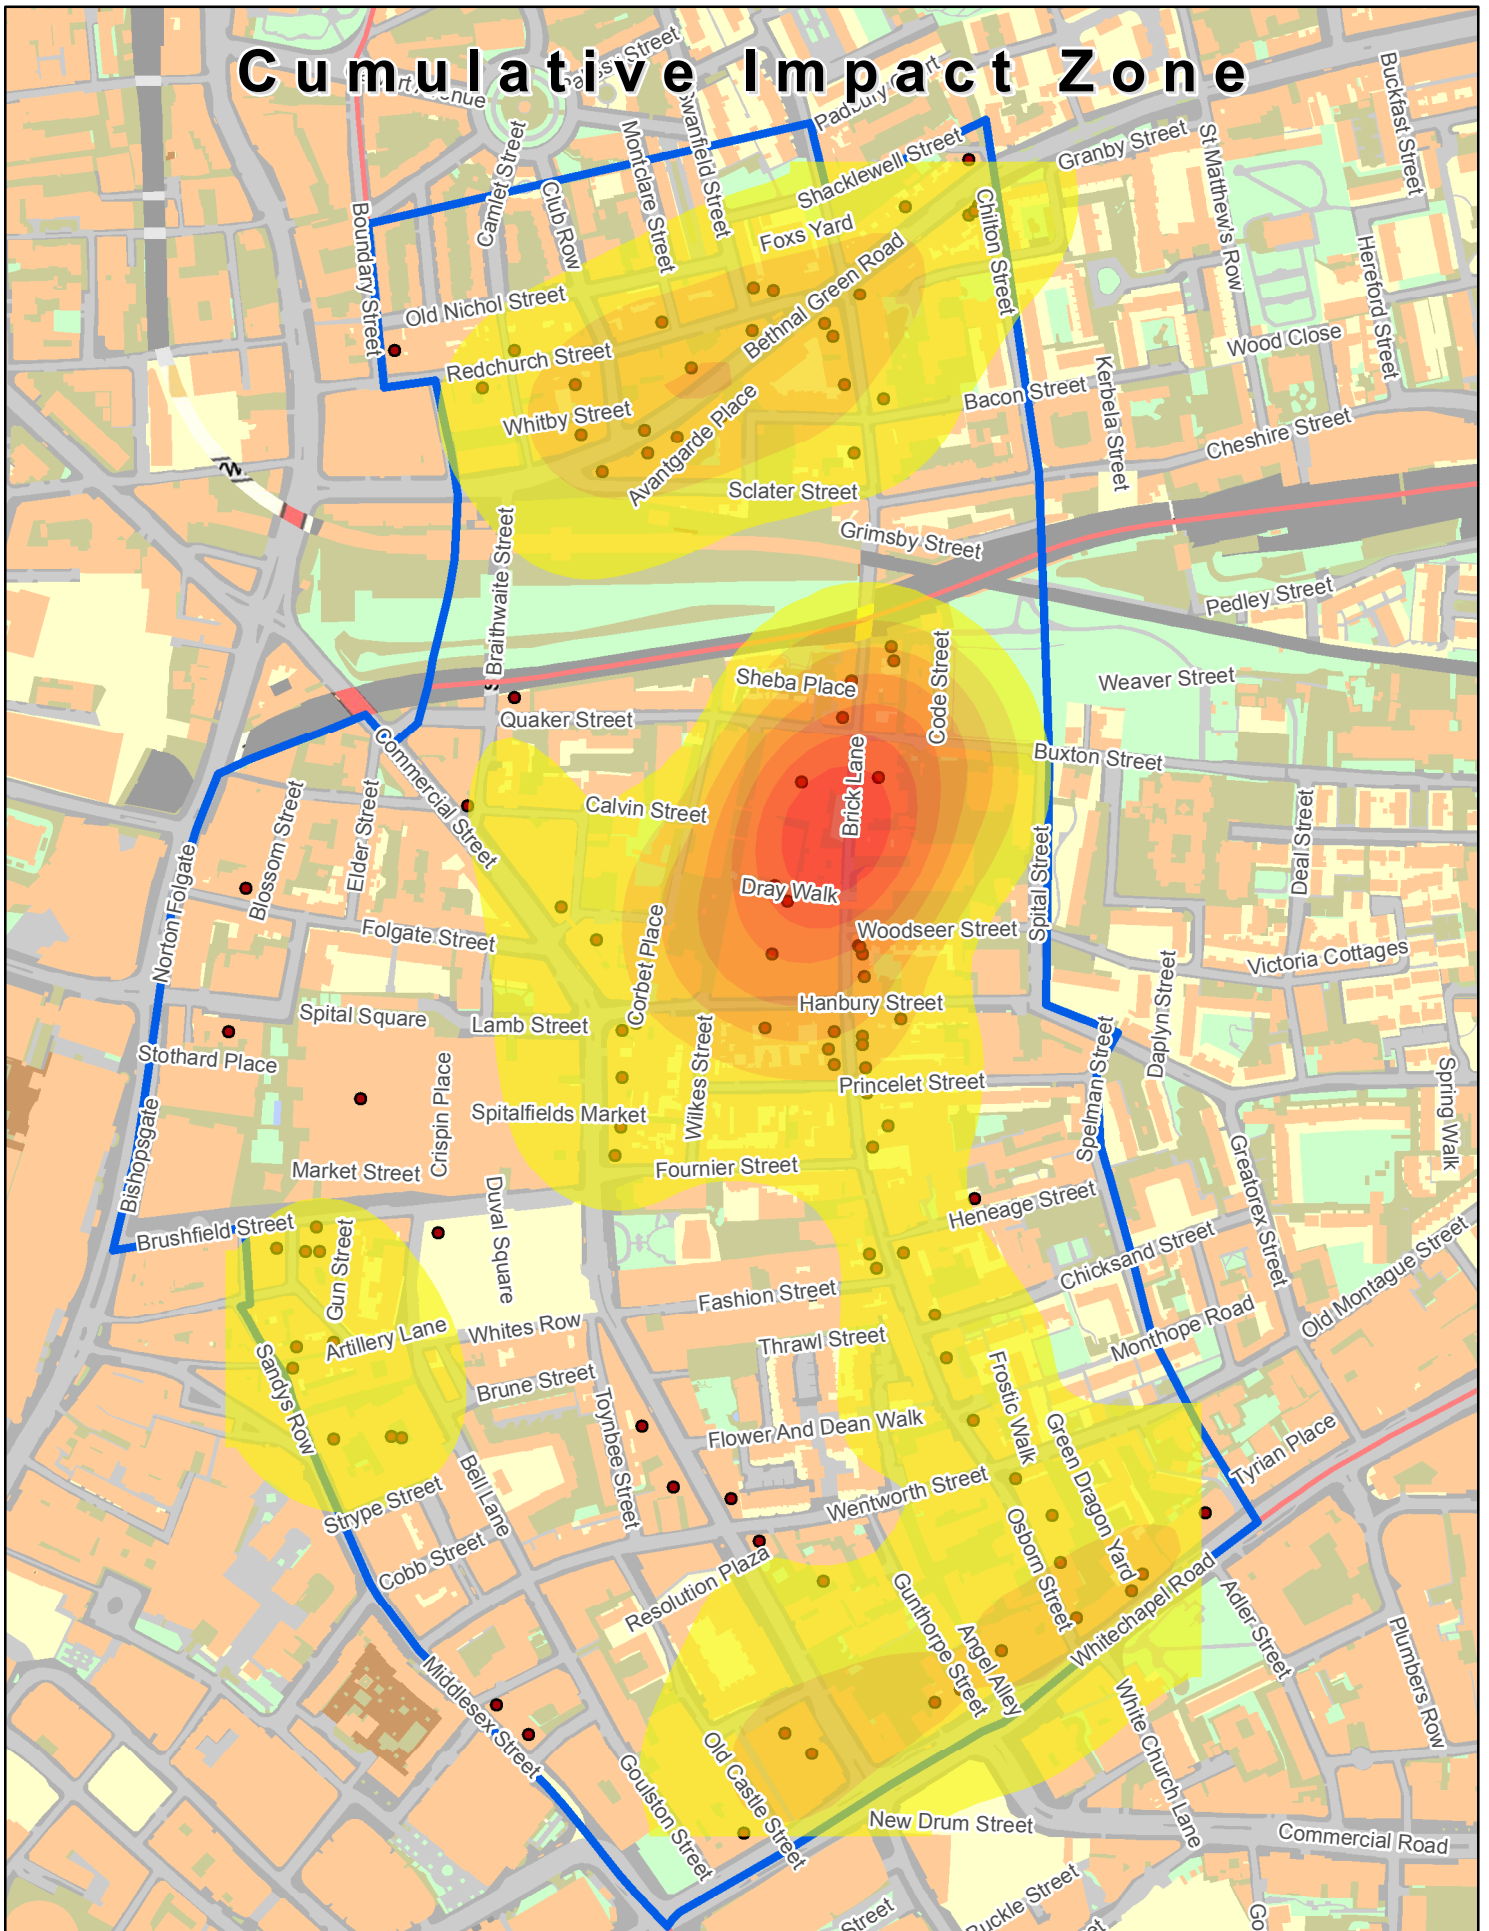 Cumulative Impact Zone
Padbury Court
Buckfast Street
Shacklewell Street
Granby Street
St Matthew's Row
Camlet Street
Montclare Street
Club Row
Boundary Street
Foxs Yard
Chilton Street
Hereford Street
Old Nichol Street
Bethnal Green Road
Wood Close
Redchurch Street
Kerbela Street
Bacon Street
Whitby Street
Avantgarde Place
Cheshire Street
Sclater Street
Grimsby Street
Braithwaite Street
Pedley Street
Code Street
Sheba Place
Weaver Street
Quaker Street
Commercial Street
Brick Lane
Buxton Street
Blossom Street
Elder Street
Calvin Street
Deal Street
Norton Folgate
Spital Street
Dray Walk
Folgate Street
Corbet Place
Woodseer Street
Victoria Cottages
Daplyn Street
Spital Square
Lamb Street
Hanbury Street
Stothard Place
Crispin Place
Wilkes Street
Princelet Street
Spelman Street
Spring Walk
Spitalfields Market
Bishopsgate
Market Street
Fournier Street
Greatorex Street
Duval Square
Heneage Street
Brushfield Street
Gun Street
Chicksand Street
Old Montague Street
Fashion Street
Artillery Lane
Whites Row
Thrawl Street
Monthope Road
Sandys Row
Brune Street
Frostic Walk
Toynbee Street
Flower And Dean Walk
Green Dragon Yard
Tyrian Place
Bell Lane
Strype Street
Wentworth Street
Osborn Street
Cobb Street
Resolution Plaza
Gunthorpe Street
Whitechapel Road
Adler Street
Angel Alley
Plumbers Row
Middlesex Street
White Church Lane
Old Castle Street
Goulston Street
New Drum Street
Commercial Road
Buckle Street
Street